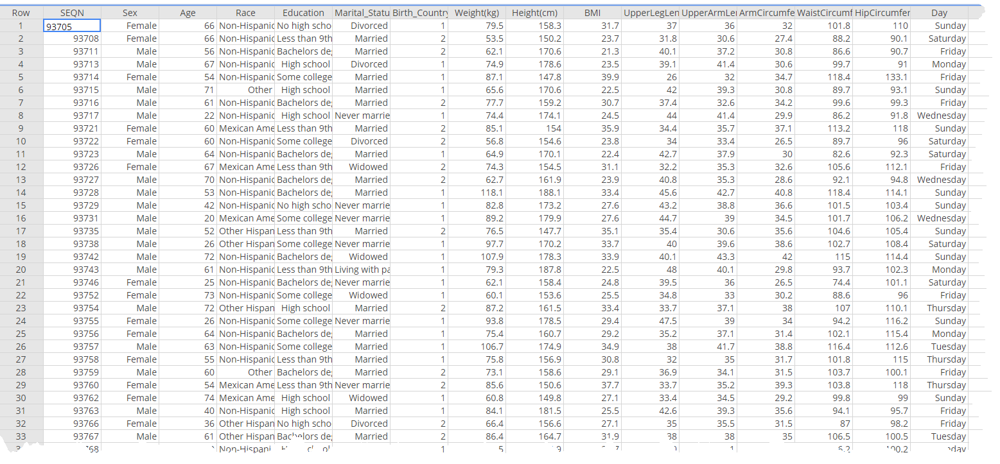 Row SEQN Sex Age Race Education Marital_Statu Birth_Country Weight(kg) Height(cm) BMI UpperLegLen UpperArmLei ArmCircumfe WaistCircumf HipCircumfer Day
1 93705 Female 66 Non-Hispanic No high scho Divorced 1 79.5 158.3 31.7 37 36 32 101.8 110 Sunday
2 93708 Female 66 Non-Hispanic Less than 9th Married 2 53.5 150.2 23.7 31.8 30.6 27.4 88.2 90.1 Saturday
3 93711 Male 56 Non-Hispanic Bachelors deg Married 2 62.1 170.6 21.3 40.1 37.2 30.8 86.6 90.7 Friday
4 93713 Male 67 Non-Hispanic High school Divorced 1 74.9 178.6 23.5 39.1 41.4 30.6 99.7 91 Monday
5 93714 Female 54 Non-Hispanic Some college Married 1 87.1 147.8 39.9 26 32 34.7 118.4 133.1 Friday
6 93715 Male 71 Other High school Married 1 65.6 170.6 22.5 42 39.3 30.8 89.7 93.1 Sunday
7 93716 Male 61 Non-Hispanic Bachelors deg Married 2 77.7 159.2 30.7 37.4 32.6 34.2 99.6 99.3 Friday
8 93717 Male 22 Non-Hispanic High school Never marrie 1 74.4 174.1 24.5 44 41.4 29.9 86.2 91.8 Wednesday
9 93721 Female 60 Mexican Ame Less than 9th Married 2 85.1 154 35.9 34.4 35.7 37.1 113.2 118 Sunday
10 93722 Female 60 Non-Hispanic Some college Divorced 2 56.8 154.6 23.8 34 33.4 26.5 89.7 96 Saturday
11 93723 Male 64 Non-Hispanic Bachelors deg Married 1 64.9 170.1 22.4 42.7 37.9 30 82.6 92.3 Saturday
12 93726 Female 67 Mexican Ame Less than 9th Widowed 2 74.3 154.5 31.1 32.2 35.3 32.6 105.6 112.1 Friday
13 93727 Male 70 Non-Hispanic Bachelors deg Married 2 62.7 161.9 23.9 40.8 35.3 28.6 92.1 94.8 Wednesday
14 93728 Male 53 Non-Hispanic Bachelors deg Married 1 118.1 188.1 33.4 45.6 42.7 40.8 118.4 114.1 Sunday
15 93729 Male 42 Non-Hispanic No high scho Never marrie 1 82.8 173.2 27.6 43.2 38.8 36.6 101.5 103.4 Sunday
16 93731 Male 20 Mexican Ame Some college Never marrie 1 89.2 179.9 27.6 44.7 39 34.5 101.7 106.2 Wednesday
17 93735 Male 52 Other Hispan Less than 9th Married 2 76.5 147.7 35.1 35.4 30.6 35.6 104.6 105.4 Sunday
18 93738 Male 26 Other Hispan Some college Never marrie 1 97.7 170.2 33.7 40 39.6 38.6 102.7 108.4 Saturday
19 93742 Male 72 Non-Hispanic Bachelors deg Widowed 1 107.9 178.3 33.9 40.1 43.3 42 115 114.4 Sunday
20 93743 Male 61 Non-Hispanic Less than 9th Living with pa 1 79.3 187.8 22.5 48 40.1 29.8 93.7 102.3 Monday
21 93746 Female 25 Non-Hispanic Bachelors deg Never marrie 1 62.1 158.4 24.8 39.5 36 26.5 74.4 101.1 Saturday
22 93752 Female 73 Non-Hispanic Some college Widowed 1 60.1 153.6 25.5 34.8 33 30.2 88.6 96 Friday
23 93754 Male 72 Other Hispan High school Married 2 87.2 161.5 33.4 33.7 37.1 38 107 110.1 Thursday
24 93755 Female 26 Non-Hispanic Some college Never marrie 1 93.8 178.5 29.4 47.5 39 34 94.2 116.2 Sunday
25 93756 Female 64 Non-Hispanic Bachelors deg Married 1 75.4 160.7 29.2 35.2 37.1 31.4 102.1 115.4 Monday
26 93757 Male 63 Non-Hispanic Some college Married 1 106.7 174.9 34.9 38 41.7 38.8 116.4 112.6 Tuesday
27 93758 Female 55 Non-Hispanic Less than 9th Married 1 75.8 156.9 30.8 32 35 31.7 101.8 115 Thursday
28 93759 Male 60 Other Bachelors deg Married 2 73.1 158.6 29.1 36.9 34.1 31.5 103.7 100.1 Friday
29 93760 Female 54 Mexican Ame Less than 9th Never marrie 2 85.6 150.6 37.7 33.7 35.2 39.3 103.8 118 Thursday
30 93762 Female 74 Mexican Ame High school Widowed 1 60.8 149.8 27.1 33.4 34.5 29.2 99.8 99 Sunday
31 93763 Male 40 Non-Hispanic High school Married 1 84.1 181.5 25.5 42.6 39.3 35.6 94.1 95.7 Friday
32 93766 Female 36 Other Hispan No high scho Divorced 2 66.4 156.6 27.1 35 35.5 31.5 87 98.2 Friday
33 93767 Male 61 Other Hispan Bachelors deg Married 2 86.4 164.7 31.9 38 38 35 106.5 100.5 Tuesday